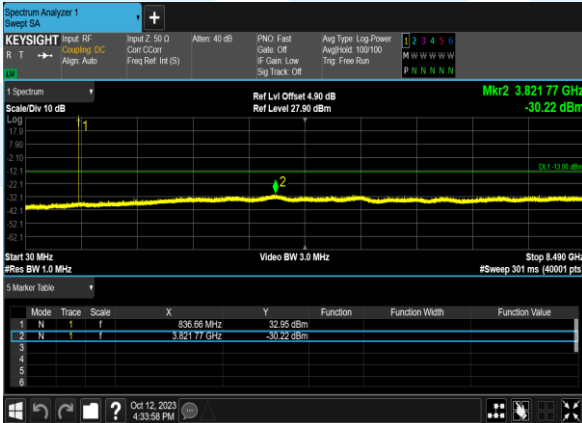 Spectrum Analyzer 1
Swept SA
KEYSIGHT Input: RF Input Z: 50 Ω Atten: 40 dB PNO: Fast Avg Type: Log-Power 1 2 3 4 5 6
R T Coupling: DC Corr CCorr Gate: Off Avg|Hold: 100/100 M W W W W W
Align: Auto Freq Ref: Int (S) IF Gain: Low Trig: Free Run
LVI Sig Track: Off P N N N N N
1 Spectrum Ref Lvl Offset 4.90 dB Mkr2 3.821 77 GHz
Scale/Div 10 dB Ref Level 27.90 dBm -30.22 dBm
Log
17.9
7.90
-2.10
-12.1
-22.1
-32.1
-42.1
-52.1
-62.1
1
DL1 -13.00 dBm
2
Start 30 MHz Video BW 3.0 MHz Stop 8.490 GHz
#Res BW 1.0 MHz #Sweep 301 ms (40001 pts
5 Marker Table
Mode Trace Scale X Y Function Function Width Function Value
1 N 1 f 836.66 MHz 32.95 dBm
2 N 1 f 3.821 77 GHz -30.22 dBm
3
4
5
6
? Oct 12, 2023
4:33:58 PM